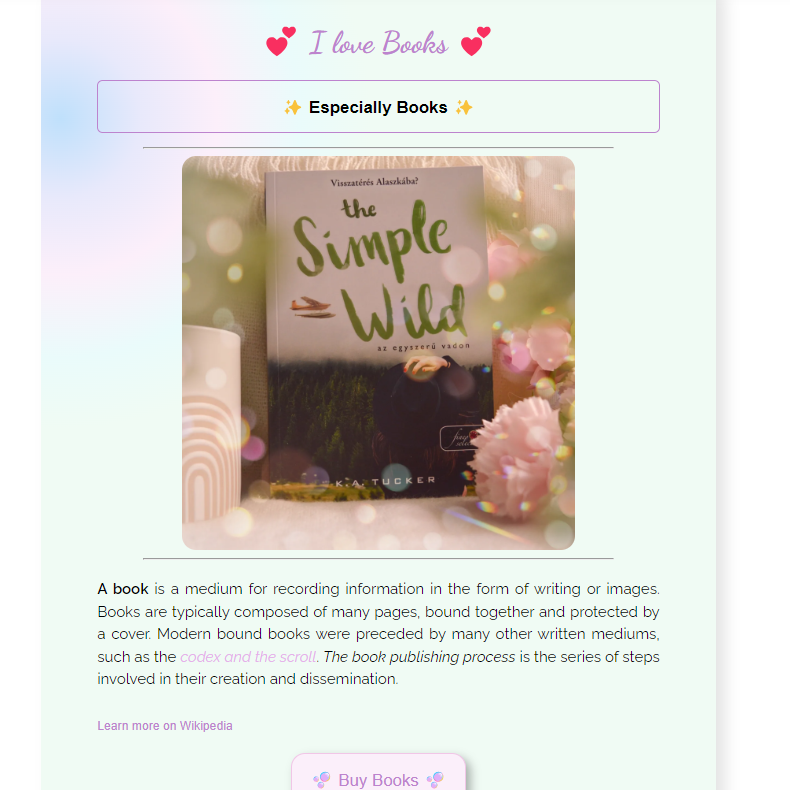 💕 I love Books 💕
✨ Especially Books ✨
Visszatérés Alaszkába?
the
Simple
Wild
az egyszerű vadon
K.A. TUCKER
A book is a medium for recording information in the form of writing or images.
Books are typically composed of many pages, bound together and protected by
a cover. Modern bound books were preceded by many other written mediums,
such as the codex and the scroll. The book publishing process is the series of steps
involved in their creation and dissemination.
Learn more on Wikipedia
🫧 Buy Books 🫧